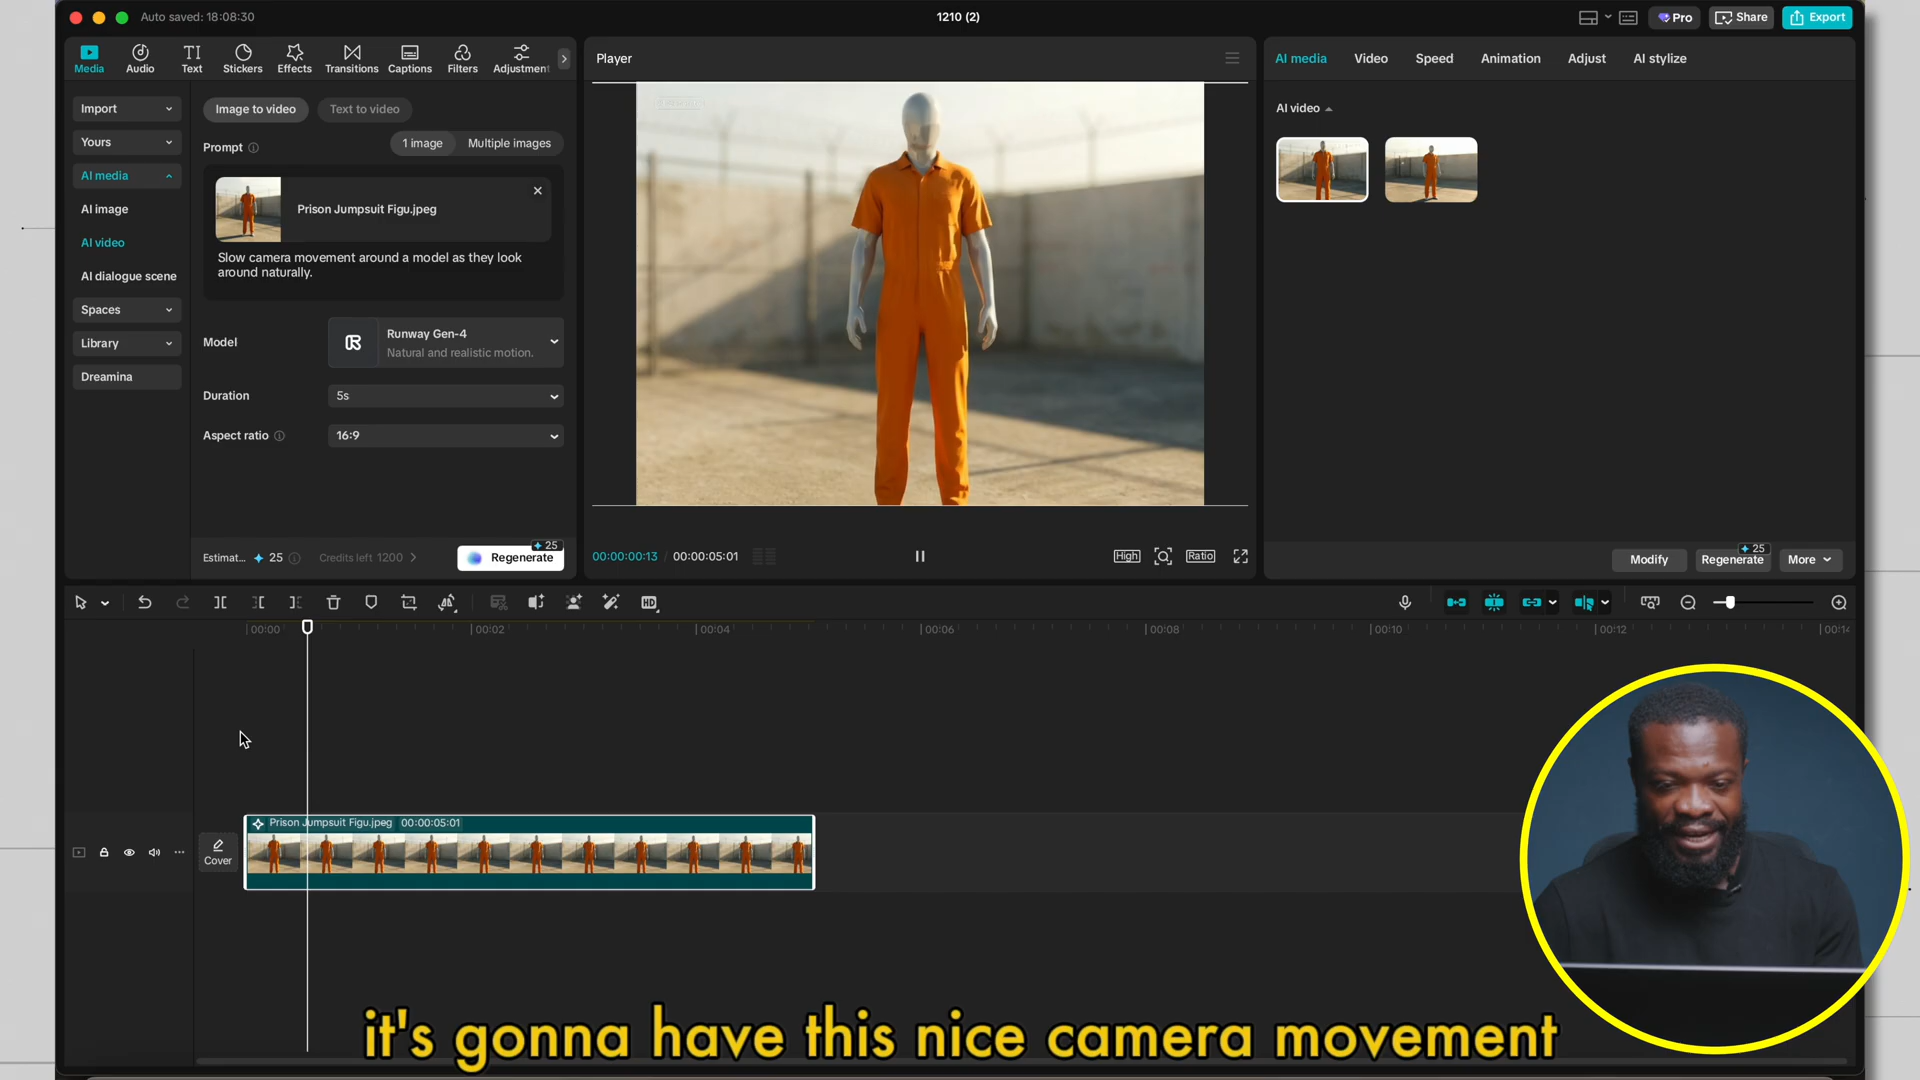 Auto saved: 18:08:30
1210 (2)
Pro
Share
Export
Media
Audio
Text
Stickers
Effects
Transitions
Captions
Filters
Adjustment
Import
Yours
AI media
AI image
AI video
AI dialogue scene
Spaces
Library
Dreamina
Image to video
Text to video
Prompt
1 image
Multiple images
Prison Jumpsuit Figu.jpeg
Slow camera movement around a model as they look
around naturally.
Model
Runway Gen-4
Natural and realistic motion.
Duration
5s
Aspect ratio
16:9
Estimat... 25
Credits left 1200
25
Regenerate
Player
00:00:00:13 / 00:00:05:01
High
Ratio
AI media
Video
Speed
Animation
Adjust
AI stylize
AI video
Modify
25
Regenerate
More
00:00
00:02
00:04
00:06
00:08
00:10
00:12
Cover
Prison Jumpsuit Figu.jpeg 00:00:05:01
it's gonna have this nice camera movement